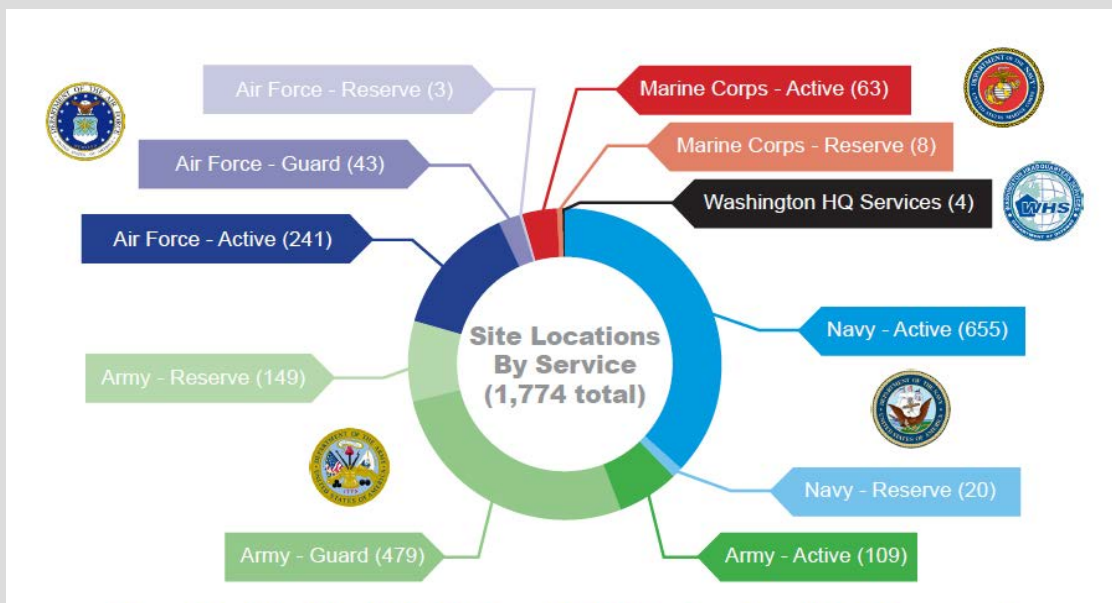 Air Force - Reserve (3)
Marine Corps - Active (63)
Air Force - Guard (43)
Marine Corps - Reserve (8)
Washington HQ Services (4)
WHS
Air Force - Active (241)
Navy - Active (655)
Site Locations
By Service
(1,774 total)
Army - Reserve (149)
Navy - Reserve (20)
Army - Guard (479)
Army - Active (109)